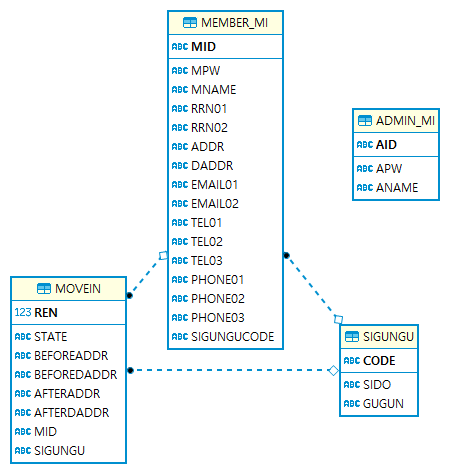 MEMBER_MI
ABC MID
ABC MPW
ABC MNAME
ABC RRN01
ABC RRN02
ABC ADDR
ABC DADDR
ABC EMAIL01
ABC EMAIL02
ABC TEL01
ABC TEL02
ABC TEL03
ABC PHONE01
ABC PHONE02
ABC PHONE03
ABC SIGUNGUCODE
ADMIN_MI
ABC AID
ABC APW
ABC ANAME
MOVEIN
123 REN
ABC STATE
ABC BEFOREADDR
ABC BEFOREDADDR
ABC AFTERADDR
ABC AFTERDADDR
ABC MID
ABC SIGUNGU
SIGUNGU
ABC CODE
ABC SIDO
ABC GUGUN